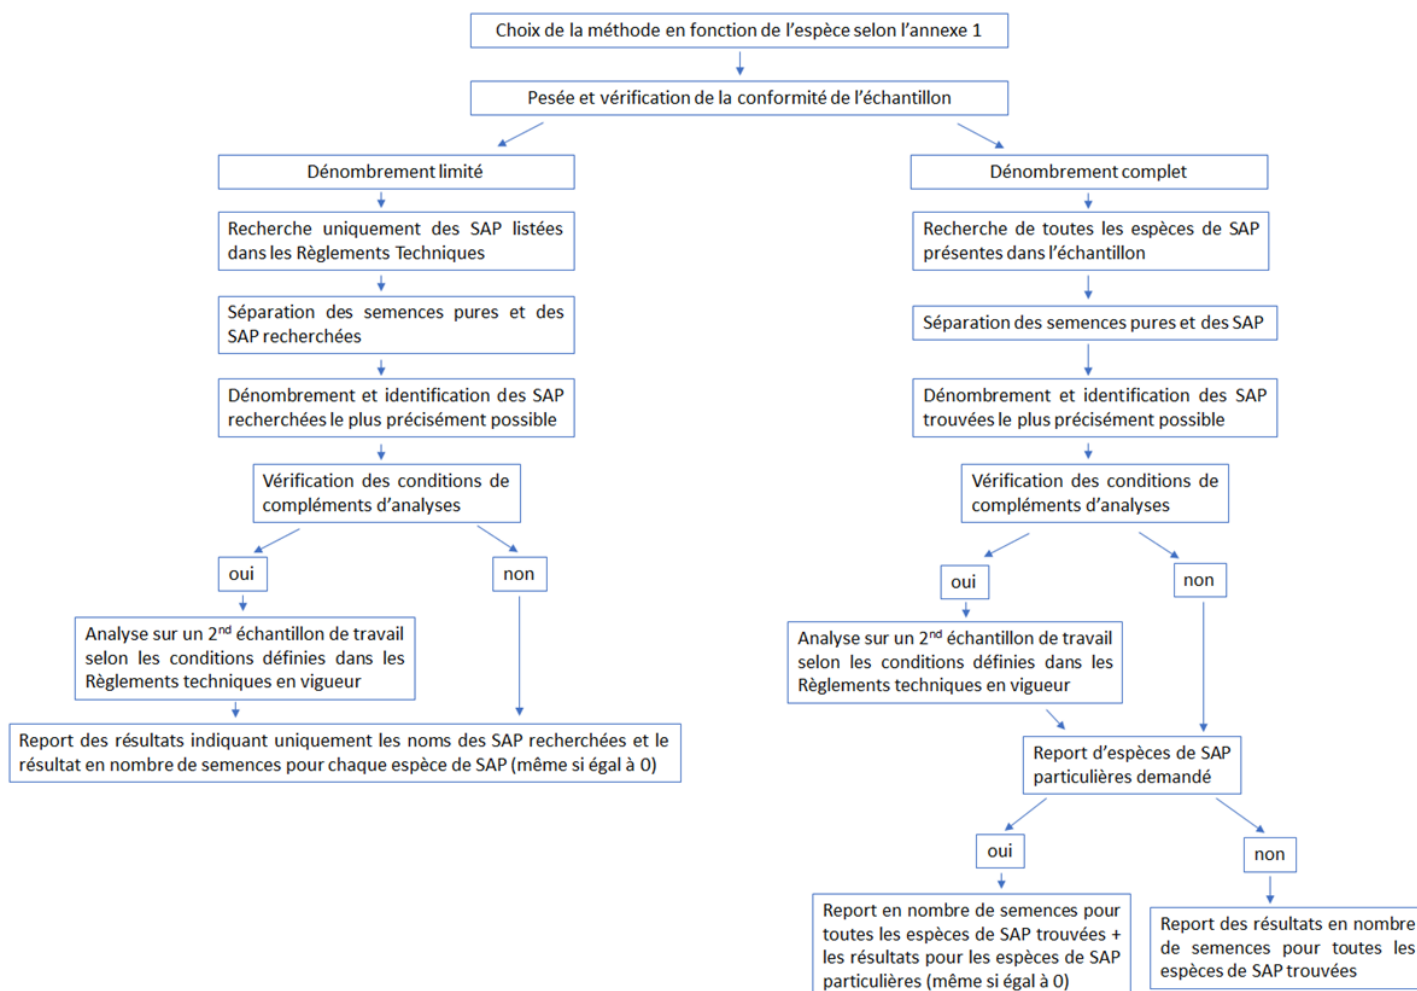 Choix de la méthode en fonction de l'espèce selon l'annexe 1
Pesée et vérification de la conformité de l'échantillon
Dénombrement limité
Recherche uniquement des SAP listées
dans les Règlements Techniques
Séparation des semences pures et des
SAP recherchées
Dénombrement et identification des SAP
recherchées le plus précisément possible
Vérification des conditions de
compléments d'analyses
oui
non
Analyse sur un 2nd échantillon de travail
selon les conditions définies dans les
Règlements techniques en vigueur
Report des résultats indiquant uniquement les noms des SAP recherchées et le
résultat en nombre de semences pour chaque espèce de SAP (même si égal à 0)
Dénombrement complet
Recherche de toutes les espèces de SAP
présentes dans l'échantillon
Séparation des semences pures et des SAP
Dénombrement et identification des SAP
trouvées le plus précisément possible
Vérification des conditions de
compléments d'analyses
oui
non
Analyse sur un 2nd échantillon de travail
selon les conditions définies dans les
Règlements techniques en vigueur
Report d'espèces de SAP
particulières demandé
oui
non
Report en nombre de semences pour
toutes les espèces de SAP trouvées +
les résultats pour les espèces de SAP
particulières (même si égal à 0)
Report des résultats en nombre
de semences pour toutes les
espèces de SAP trouvées